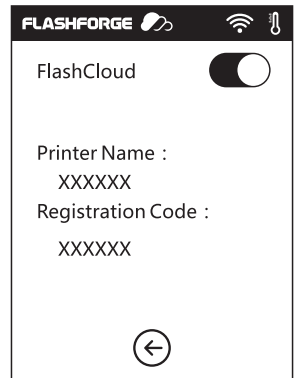 FLASHFORGE
FlashCloud
Printer Name :
XXXXXX
Registration Code :
XXXXXX